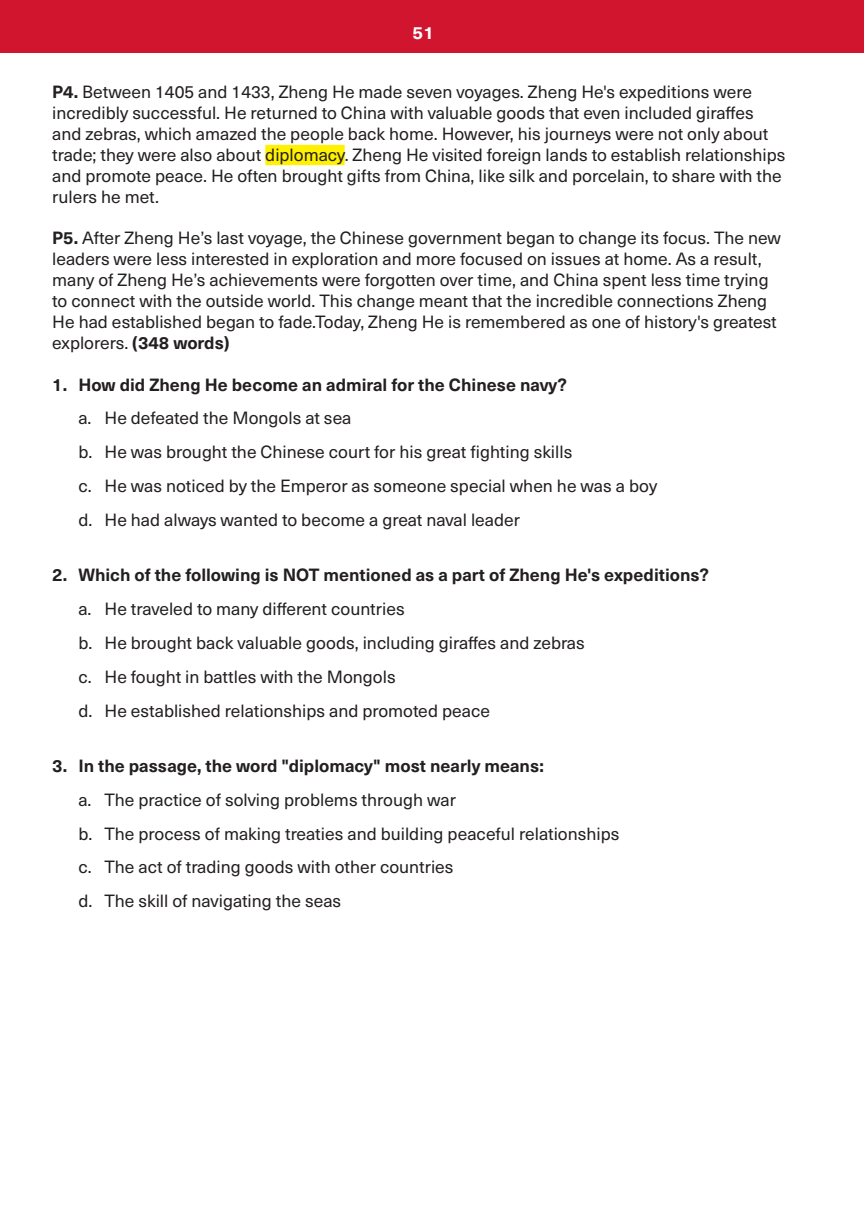 51
P4. Between 1405 and 1433, Zheng He made seven voyages. Zheng He's expeditions were
incredibly successful. He returned to China with valuable goods that even included giraffes
and zebras, which amazed the people back home. However, his journeys were not only about
trade; they were also about diplomacy. Zheng He visited foreign lands to establish relationships
and promote peace. He often brought gifts from China, like silk and porcelain, to share with the
rulers he met.
P5. After Zheng He’s last voyage, the Chinese government began to change its focus. The new
leaders were less interested in exploration and more focused on issues at home. As a result,
many of Zheng He’s achievements were forgotten over time, and China spent less time trying
to connect with the outside world. This change meant that the incredible connections Zheng
He had established began to fade.Today, Zheng He is remembered as one of history's greatest
explorers. (348 words)
1. How did Zheng He become an admiral for the Chinese navy?
a. He defeated the Mongols at sea
b. He was brought the Chinese court for his great fighting skills
c. He was noticed by the Emperor as someone special when he was a boy
d. He had always wanted to become a great naval leader
2. Which of the following is NOT mentioned as a part of Zheng He's expeditions?
a. He traveled to many different countries
b. He brought back valuable goods, including giraffes and zebras
c. He fought in battles with the Mongols
d. He established relationships and promoted peace
3. In the passage, the word "diplomacy" most nearly means:
a. The practice of solving problems through war
b. The process of making treaties and building peaceful relationships
c. The act of trading goods with other countries
d. The skill of navigating the seas